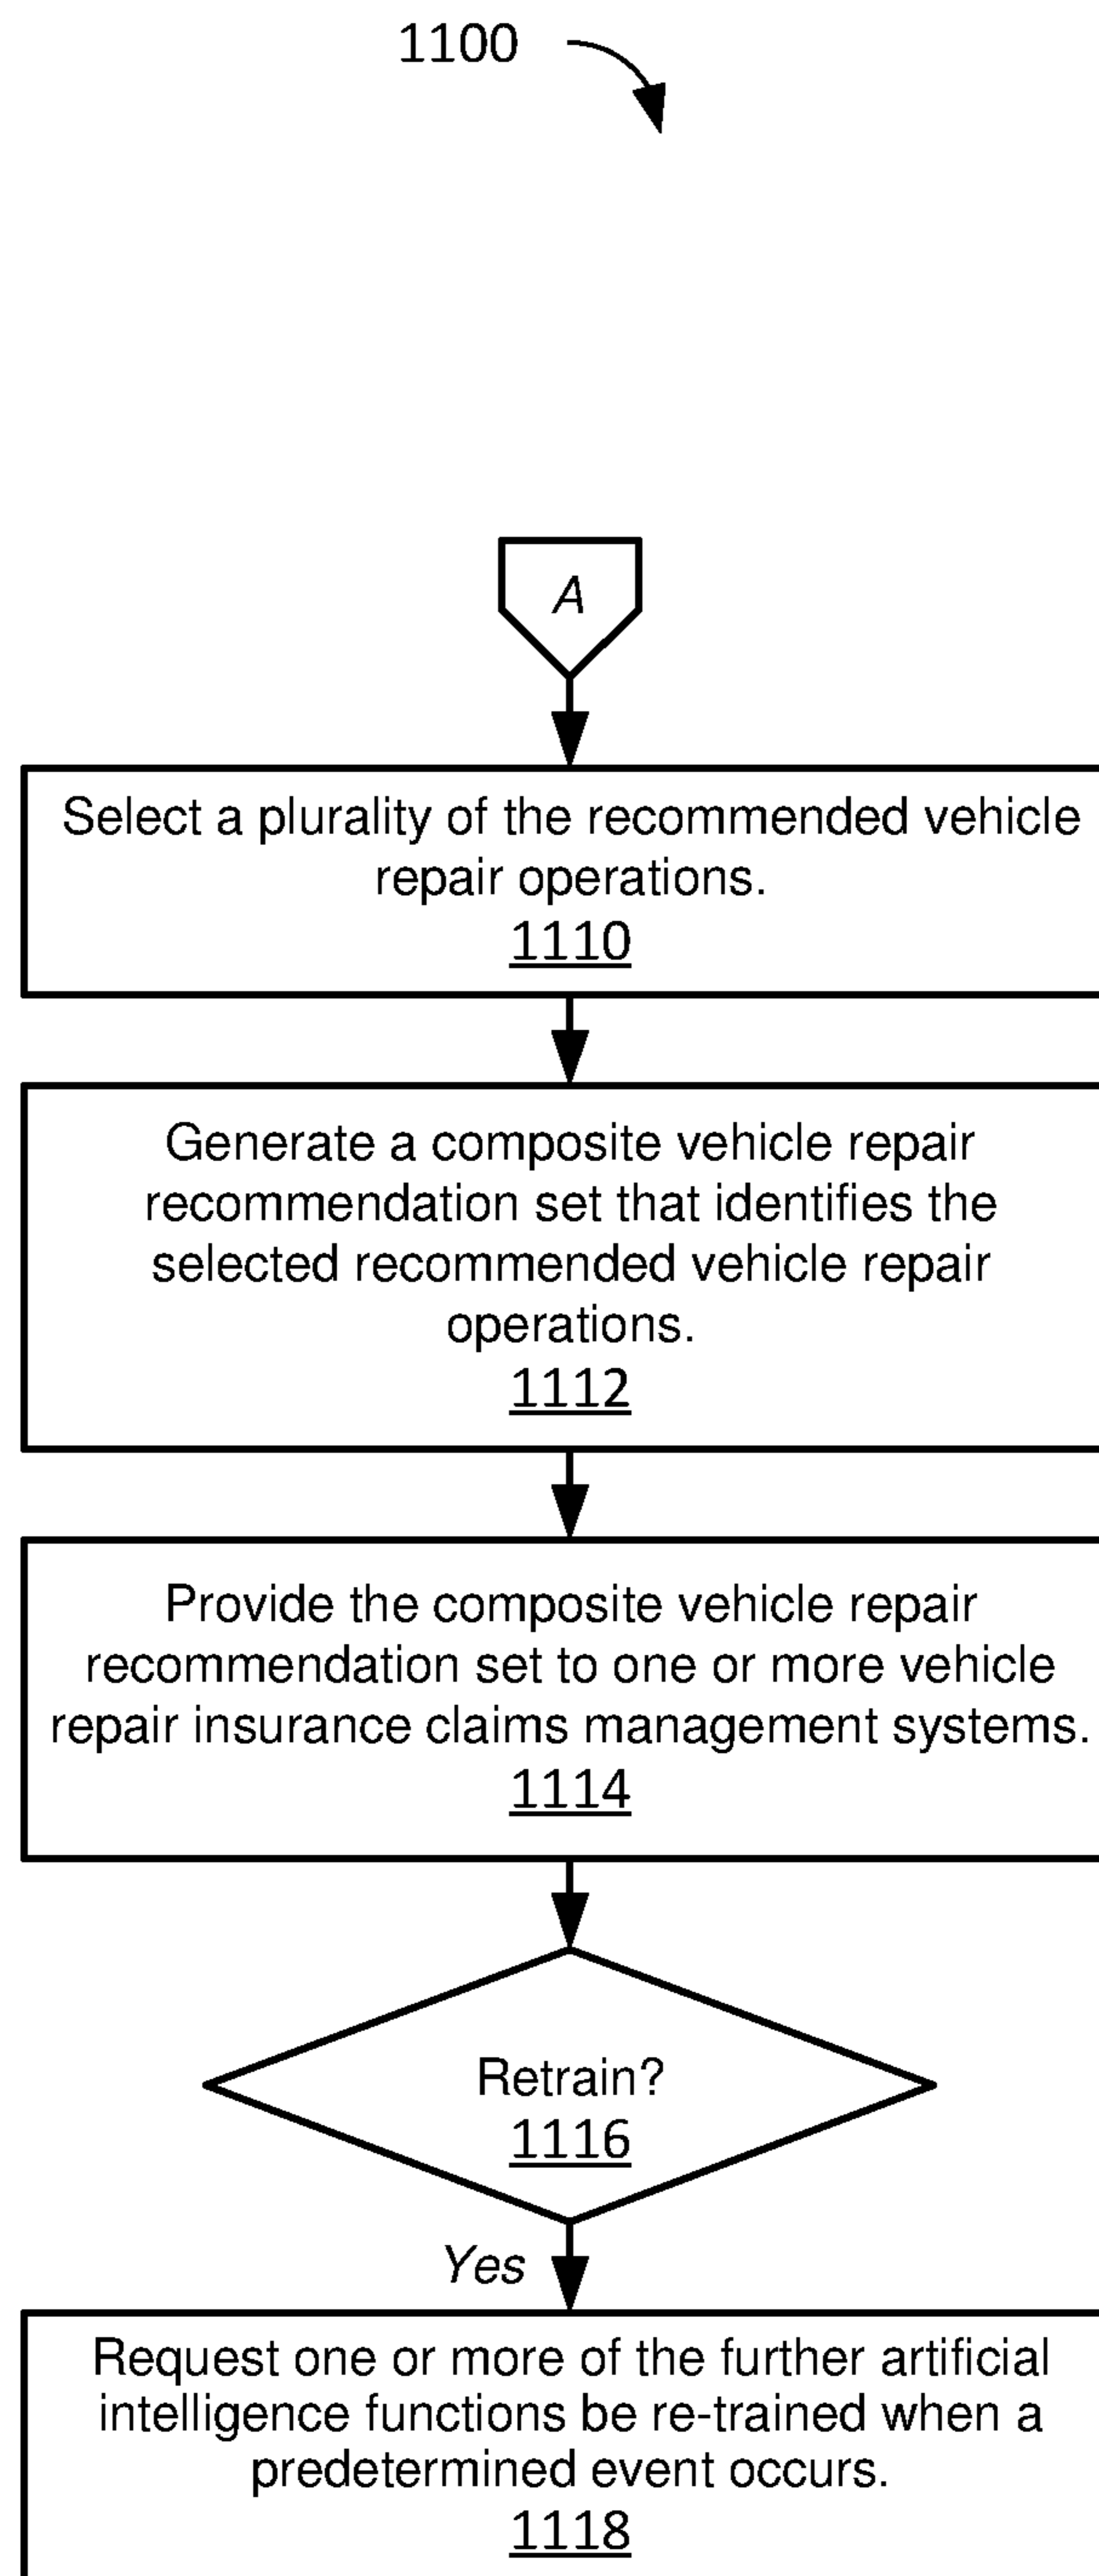 1100
A
Select a plurality of the recommended vehicle
repair operations.
1110
Generate a composite vehicle repair
recommendation set that identifies the
selected recommended vehicle repair
operations.
1112
Provide the composite vehicle repair
recommendation set to one or more vehicle
repair insurance claims management systems.
1114
Retrain?
1116
Yes
Request one or more of the further artificial
intelligence functions be re-trained when a
predetermined event occurs.
1118